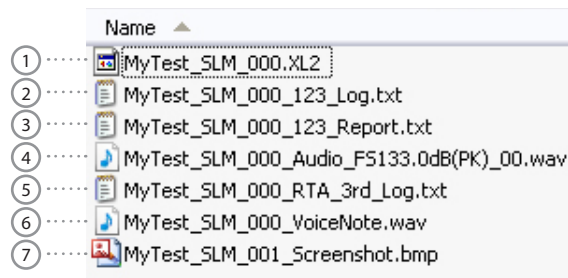 Name
1 MyTest_SLM_000.XL2
2 MyTest_SLM_000_123_Log.txt
3 MyTest_SLM_000_123_Report.txt
4 MyTest_SLM_000_Audio_FS133.0dB(PK)_00.wav
5 MyTest_SLM_000_RTA_3rd_Log.txt
6 MyTest_SLM_000_VoiceNote.wav
7 MyTest_SLM_001_Screenshot.bmp